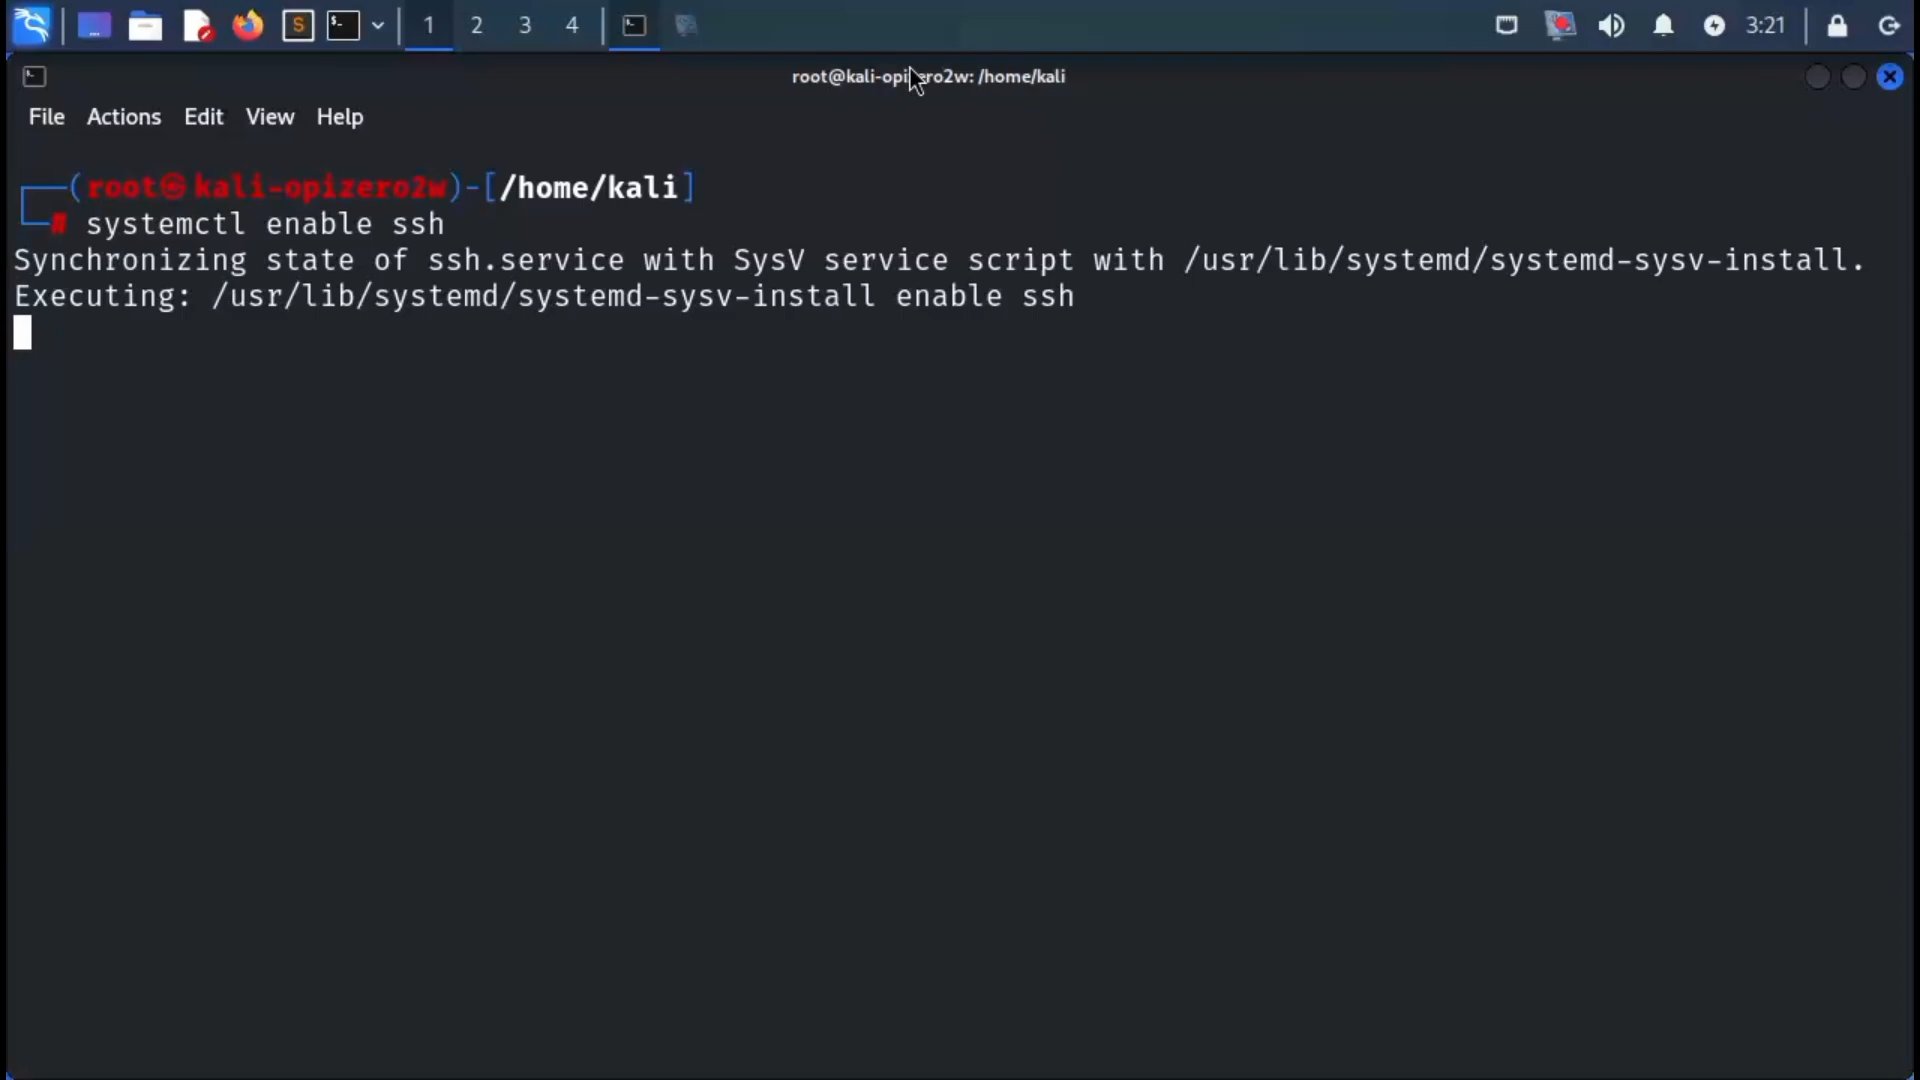 1 2 3 4 3:21
root@kali-opizero2w: /home/kali
File Actions Edit View Help
┌──(root㉿kali-opizero2w)-[/home/kali]
└─# systemctl enable ssh
Synchronizing state of ssh.service with SysV service script with /usr/lib/systemd/systemd-sysv-install.
Executing: /usr/lib/systemd/systemd-sysv-install enable ssh